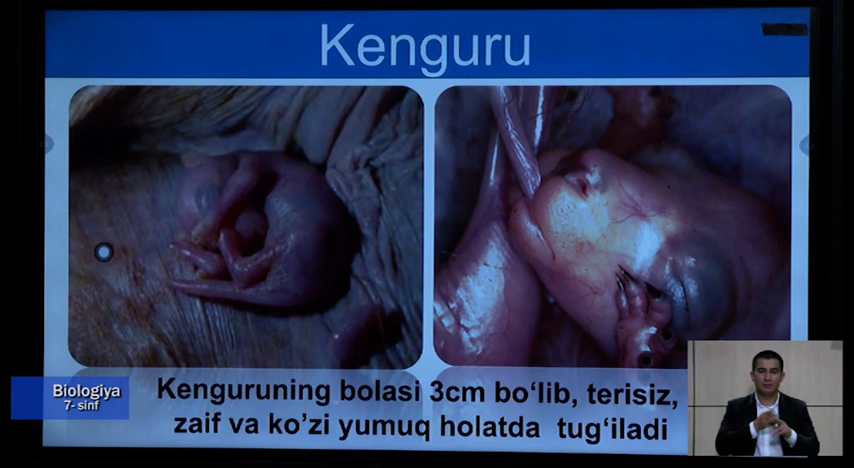 Kenguru
Kenguruning bolasi 3cm bo‘lib, terisiz,
zaif va ko’zi yumuq holatda tug‘iladi
Biologiya
7- sinf